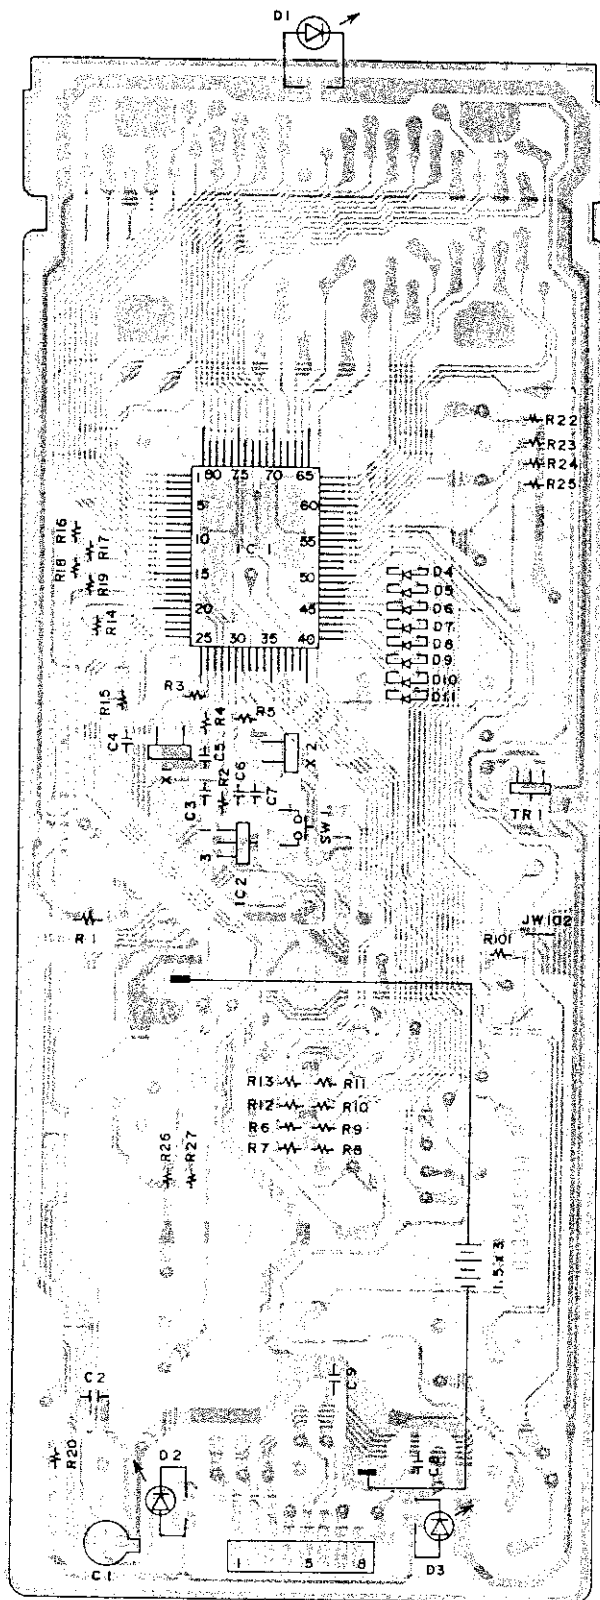 D1
R22
R23
R24
R25
1 80 75 70 65
5 60
10 55
IC1
15 50
20 45
25 30 35 40
R16
R17
R18
R19
R14
D4
D5
D6
D7
D8
D9
D10
D11
R3
R15
R4
R5
C4
X1
C5
X2
C3
R2
C6
C7
SW1
TR1
3
IC2
R1
JW102
R101
R13 R11
R12 R10
R6 R9
R7 R8
R26
R27
1.5x3
C2
C9
R20
D2
C8
C1
1 5 8
D3